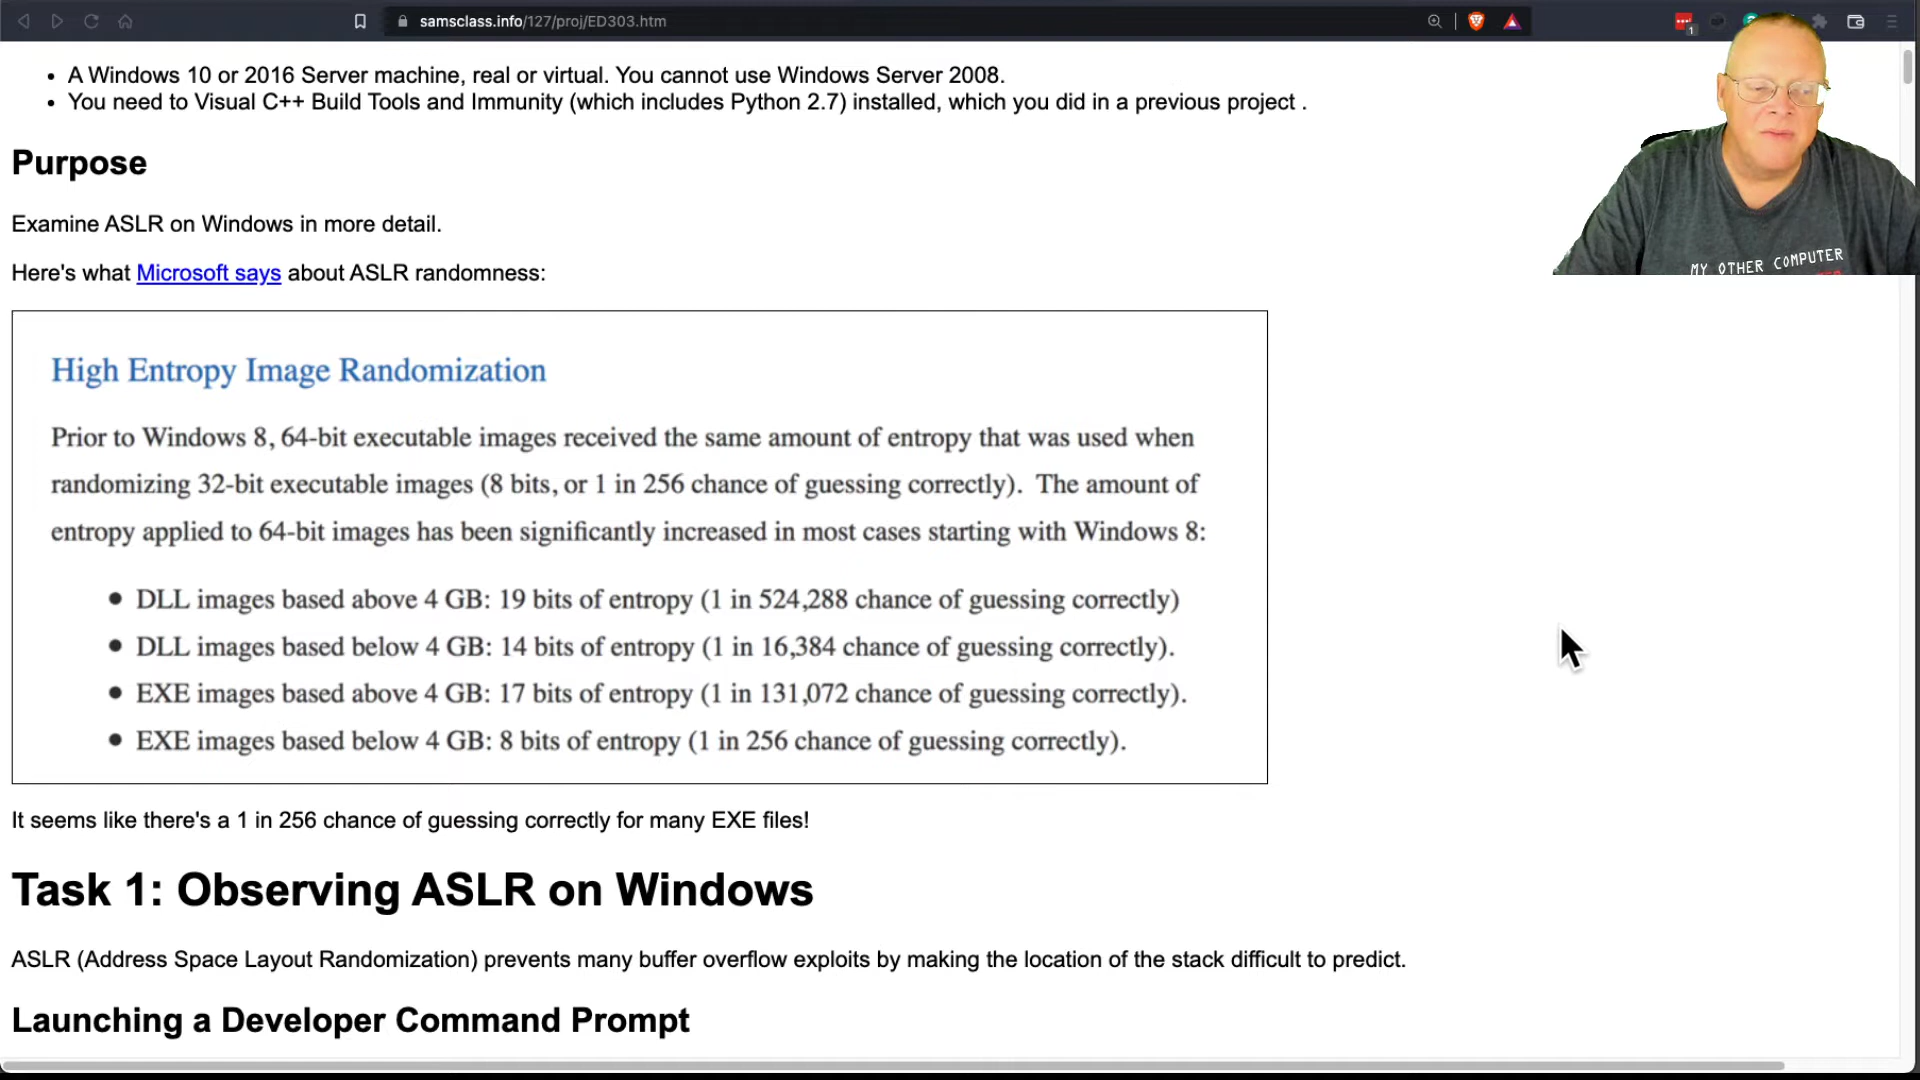 samsclass.info/127/proj/ED303.htm
1
A Windows 10 or 2016 Server machine, real or virtual. You cannot use Windows Server 2008.
You need to Visual C++ Build Tools and Immunity (which includes Python 2.7) installed, which you did in a previous project .
MY OTHER COMPUTER
Purpose
Examine ASLR on Windows in more detail.
Here's what Microsoft says about ASLR randomness:
High Entropy Image Randomization
Prior to Windows 8, 64-bit executable images received the same amount of entropy that was used when
randomizing 32-bit executable images (8 bits, or 1 in 256 chance of guessing correctly). The amount of
entropy applied to 64-bit images has been significantly increased in most cases starting with Windows 8:
DLL images based above 4 GB: 19 bits of entropy (1 in 524,288 chance of guessing correctly)
DLL images based below 4 GB: 14 bits of entropy (1 in 16,384 chance of guessing correctly).
EXE images based above 4 GB: 17 bits of entropy (1 in 131,072 chance of guessing correctly).
EXE images based below 4 GB: 8 bits of entropy (1 in 256 chance of guessing correctly).
It seems like there's a 1 in 256 chance of guessing correctly for many EXE files!
Task 1: Observing ASLR on Windows
ASLR (Address Space Layout Randomization) prevents many buffer overflow exploits by making the location of the stack difficult to predict.
Launching a Developer Command Prompt